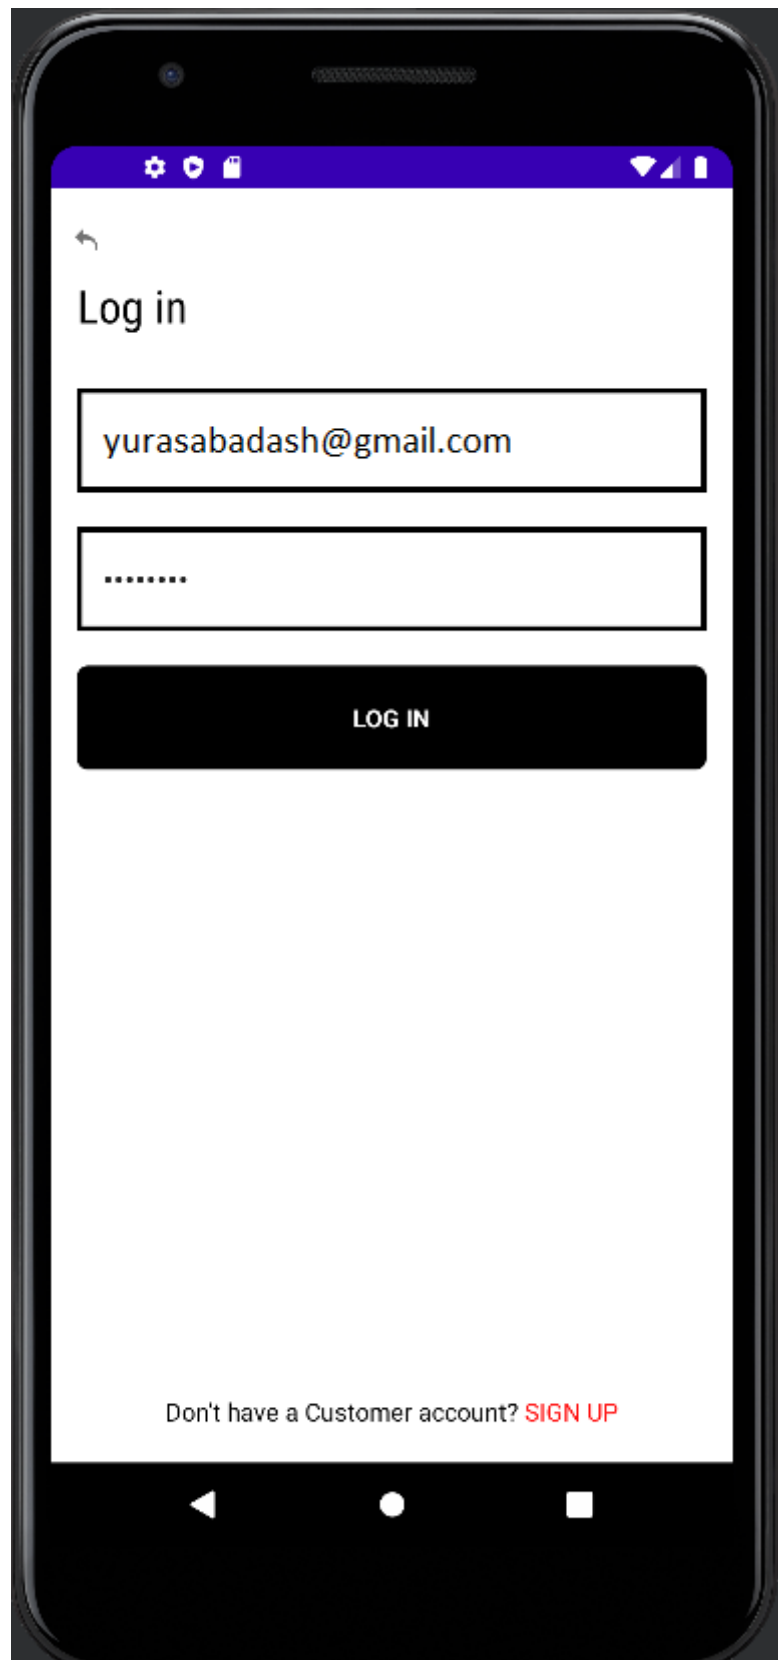 Log in
yurasabadash@gmail.com
••••••••
LOG IN
Don't have a Customer account? SIGN UP